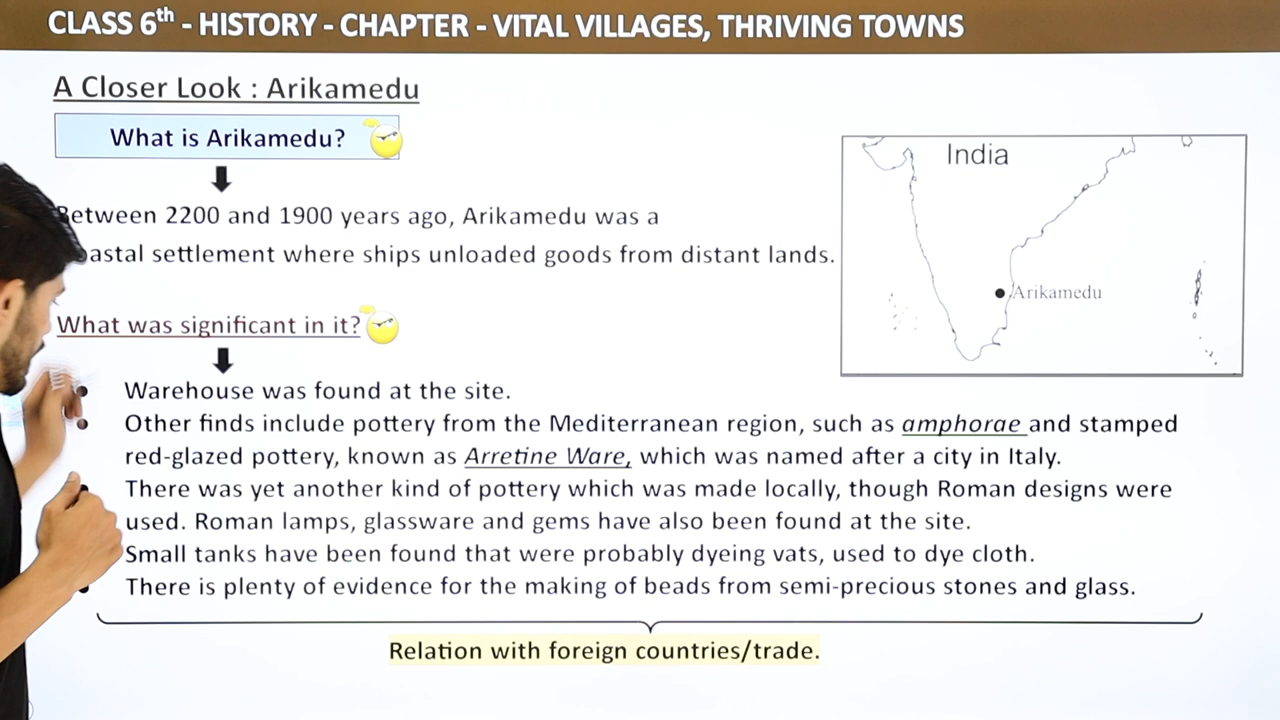 CLASS 6th - HISTORY - CHAPTER - VITAL VILLAGES, THRIVING TOWNS
A Closer Look : Arikamedu
What is Arikamedu?
Between 2200 and 1900 years ago, Arikamedu was a
coastal settlement where ships unloaded goods from distant lands.
India
Arikamedu
What was significant in it?
Warehouse was found at the site.
Other finds include pottery from the Mediterranean region, such as amphorae and stamped
red-glazed pottery, known as Arretine Ware, which was named after a city in Italy.
There was yet another kind of pottery which was made locally, though Roman designs were
used. Roman lamps, glassware and gems have also been found at the site.
Small tanks have been found that were probably dyeing vats, used to dye cloth.
There is plenty of evidence for the making of beads from semi-precious stones and glass.
Relation with foreign countries/trade.